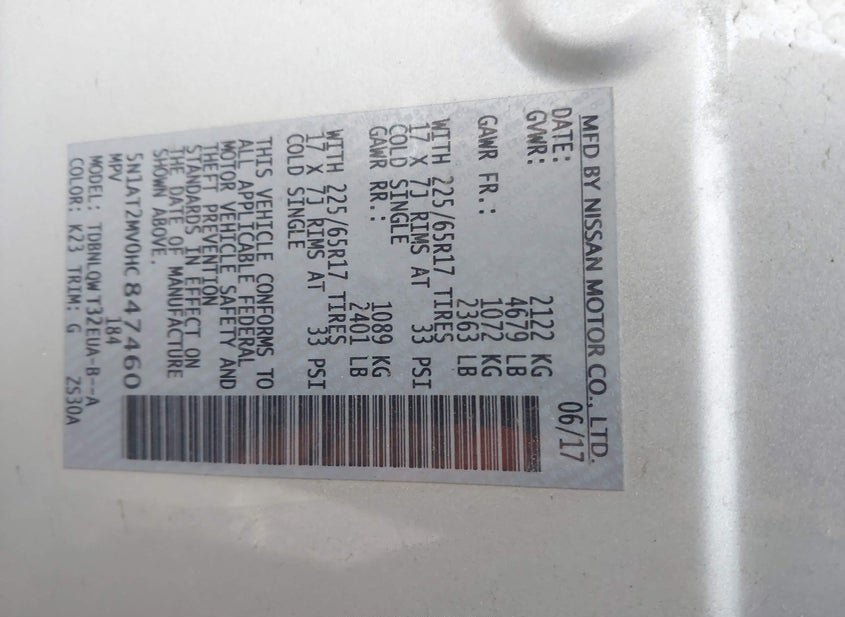 MFD BY NISSAN MOTOR CO., LTD.
DATE: 06/17
GVWR: 2122 KG
4679 LB
GAWR FR.: 1072 KG
2363 LB
WITH 225/65R17 TIRES
17 X 7J RIMS AT 33 PSI
COLD SINGLE
GAWR RR.: 1089 KG
2401 LB
WITH 225/65R17 TIRES
17 X 7J RIMS AT 33 PSI
COLD SINGLE
THIS VEHICLE CONFORMS TO
ALL APPLICABLE FEDERAL
MOTOR VEHICLE SAFETY AND
THEFT PREVENTION
STANDARDS IN EFFECT ON
THE DATE OF MANUFACTURE
SHOWN ABOVE.
5N1AT2MV0HC847460
MPV 184
MODEL: TDBNLQWT32EUA-B--A
COLOR: K23 TRIM: G ZS30A